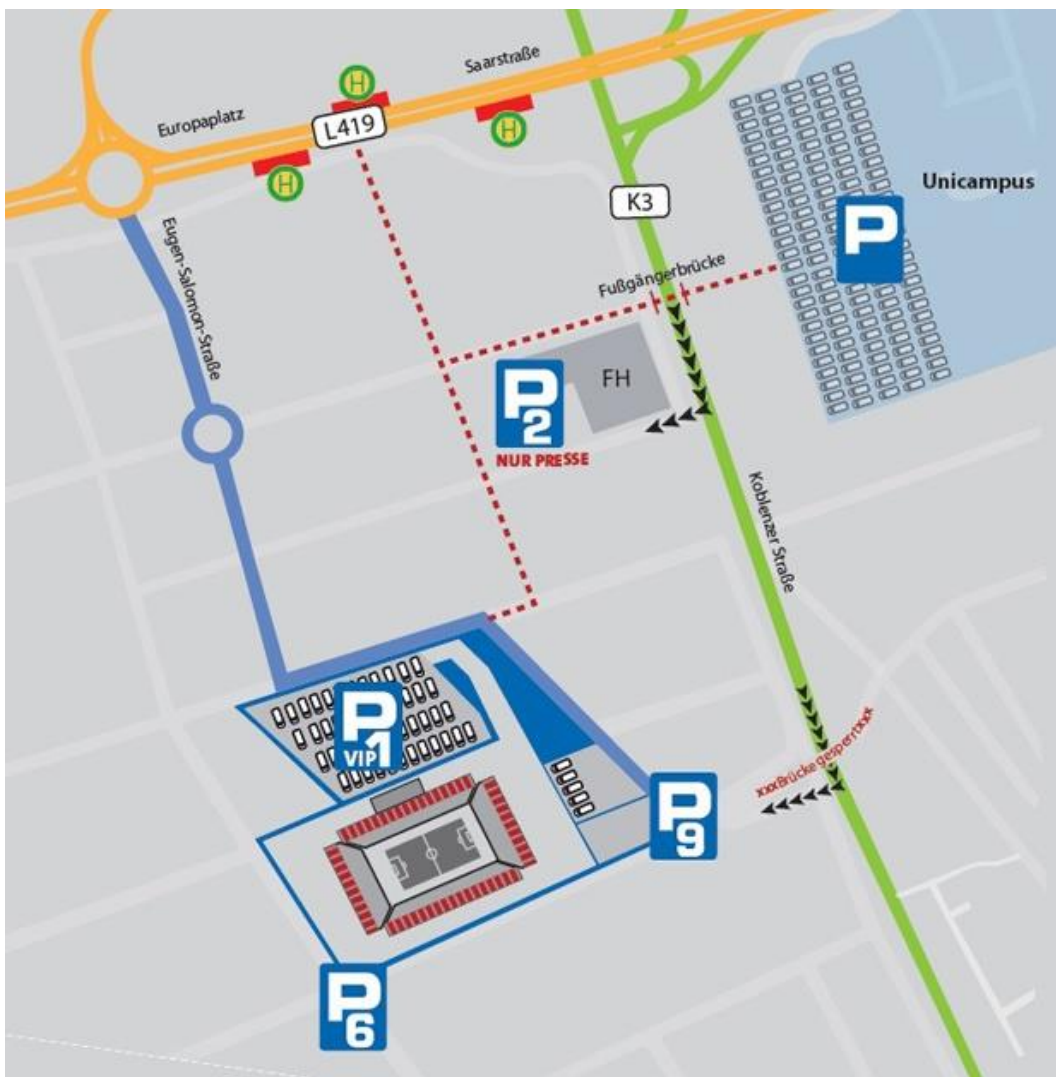 Saarstraße
H
L419
H
Europaplatz
H
Unicampus
K3
P
Eugen-Salomon-Straße
Fußgängerbrücke
FH
P2
NUR PRESSE
Koblenzer Straße
P1
VIP
xxxBrücke gesperrtxxx
P9
P6